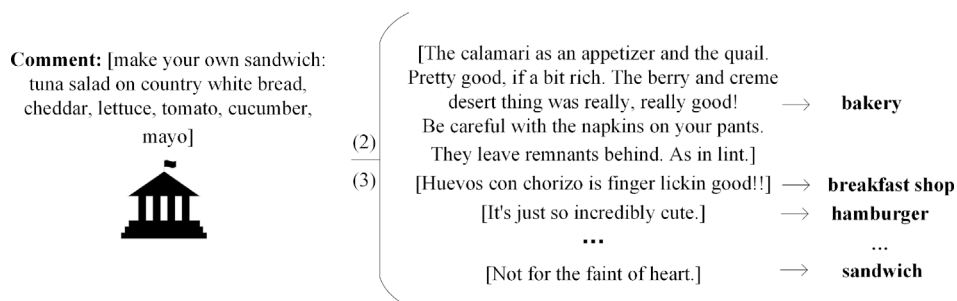 Comment: [make your own sandwich:
tuna salad on country white bread,
cheddar, lettuce, tomato, cucumber,
mayo]
(2)
(3)
[The calamari as an appetizer and the quail.
Pretty good, if a bit rich. The berry and creme
desert thing was really, really good!
Be careful with the napkins on your pants.
They leave remnants behind. As in lint.]
bakery
[Huevos con chorizo is finger lickin good!!]
breakfast shop
[It's just so incredibly cute.]
hamburger
...
...
[Not for the faint of heart.]
sandwich